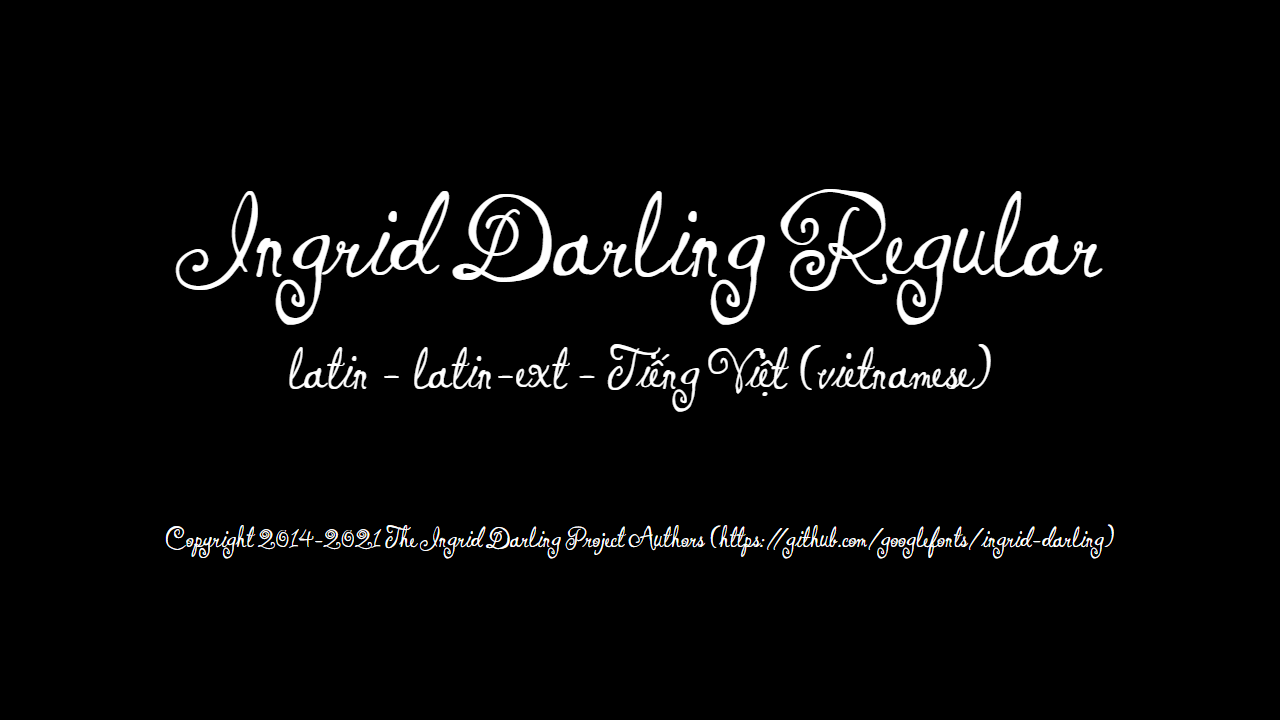 Ingrid Darling Regular
latin - latin-ext - Tiếng Việt (vietnamese)
Copyright 2014-2021 The Ingrid Darling Project Authors (https://github.com/googlefonts/ingrid-darling)